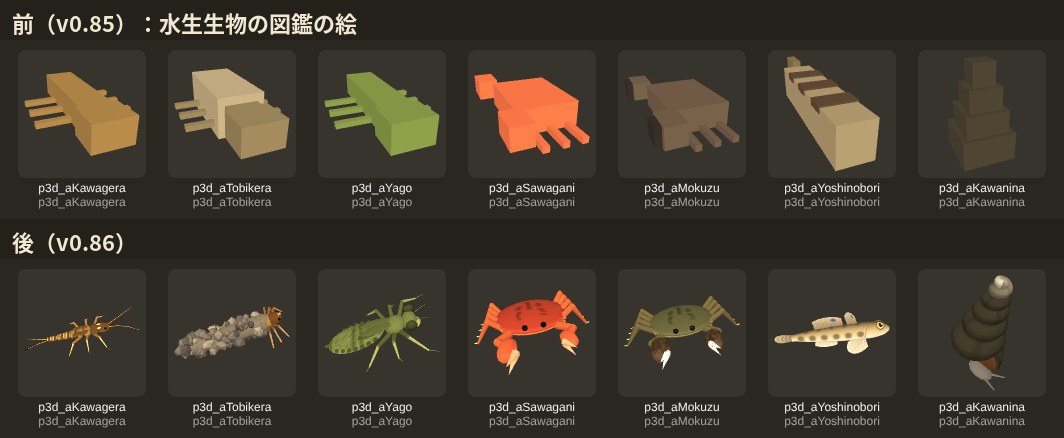 前（v0.85）：水生生物の図鑑の絵
p3d_aKawagera p3d_aTobikera p3d_aYago p3d_aSawagani p3d_aMokuzu p3d_aYoshinobori p3d_aKawanina
p3d_aKawagera p3d_aTobikera p3d_aYago p3d_aSawagani p3d_aMokuzu p3d_aYoshinobori p3d_aKawanina
後（v0.86）
p3d_aKawagera p3d_aTobikera p3d_aYago p3d_aSawagani p3d_aMokuzu p3d_aYoshinobori p3d_aKawanina
p3d_aKawagera p3d_aTobikera p3d_aYago p3d_aSawagani p3d_aMokuzu p3d_aYoshinobori p3d_aKawanina